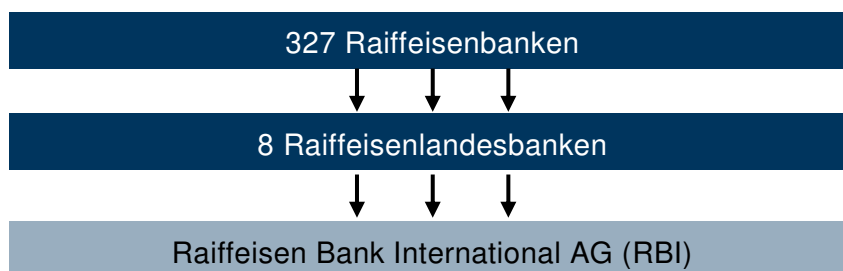 327 Raiffeisenbanken
8 Raiffeisenlandesbanken
Raiffeisen Bank International AG (RBI)